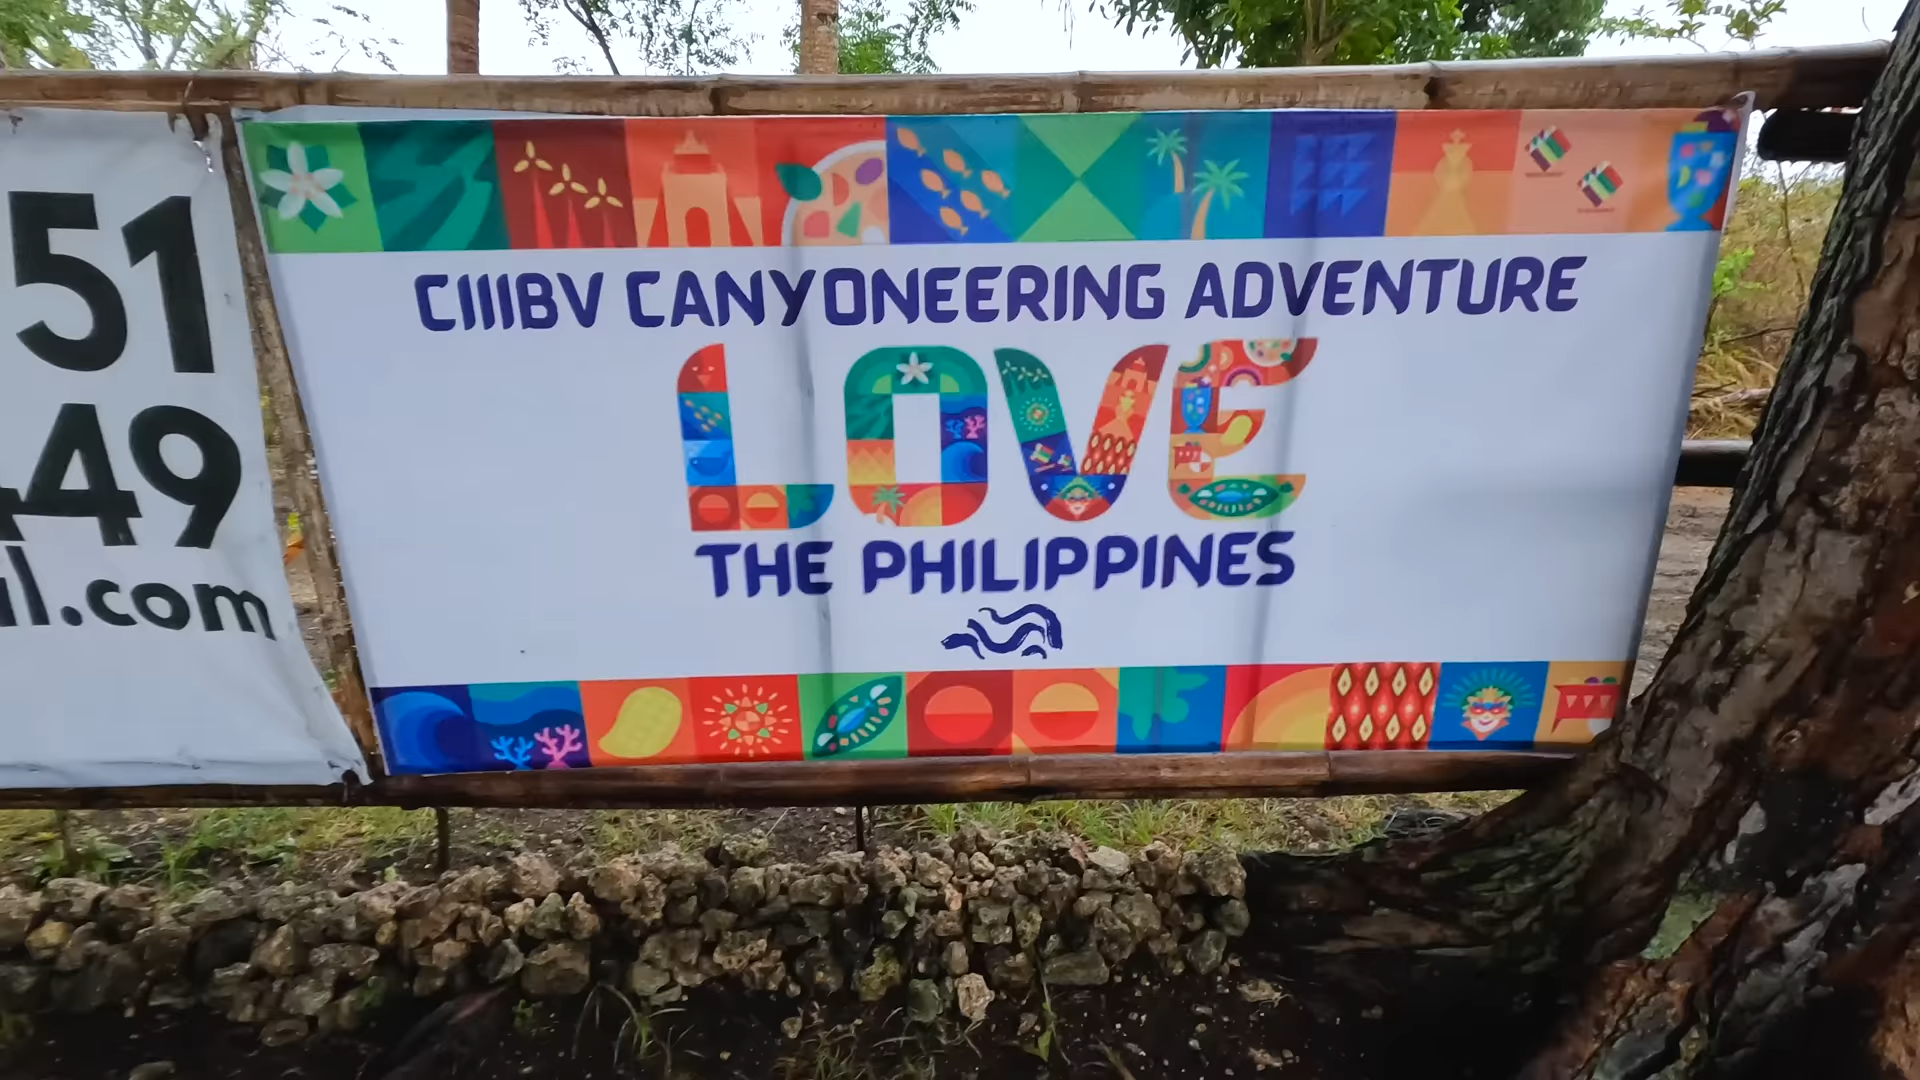 51
49
l.com
CIIIBV CANYONEERING ADVENTURE
LOVE
THE PHILIPPINES